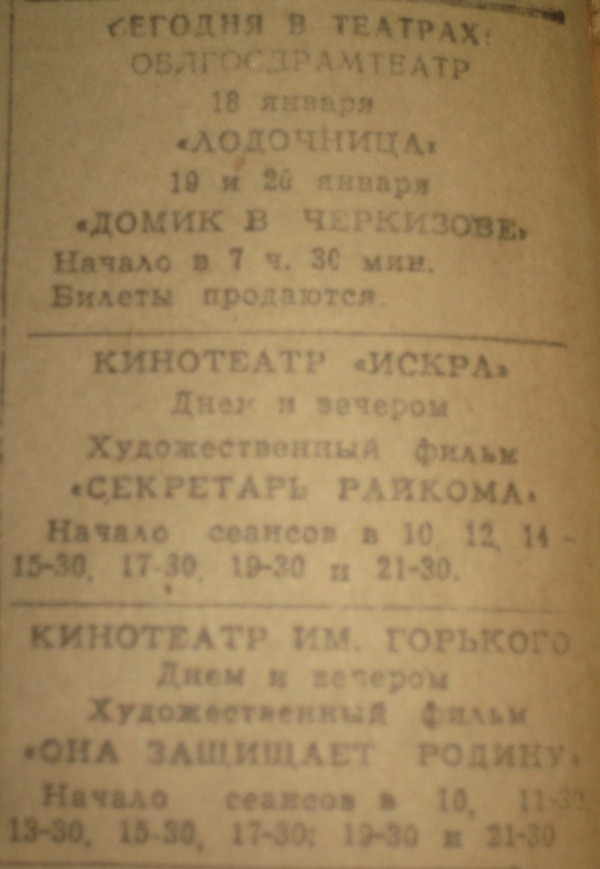 СЕГОДНЯ В ТЕАТРАХ:
ОБЛГОСДРАМТЕАТР
18 января
«ЛОДОЧНИЦА»
19 и 20 января
«ДОМИК В ЧЕРКИЗОВЕ»
Начало в 7 ч. 30 мин.
Билеты продаются.
КИНОТЕАТР «ИСКРА»
Днем и вечером
Художественный фильм
«СЕКРЕТАРЬ РАЙКОМА»
Начало сеансов в 10, 12, 14-
15-30, 17-30, 19-30 и 21-30.
КИНОТЕАТР ИМ. ГОРЬКОГО
Днем и вечером
Художественный фильм
«ОНА ЗАЩИЩАЕТ РОДИНУ»
Начало сеансов в 10, 11-30,
13-30, 15-30, 17-30; 19-30 и 21-30